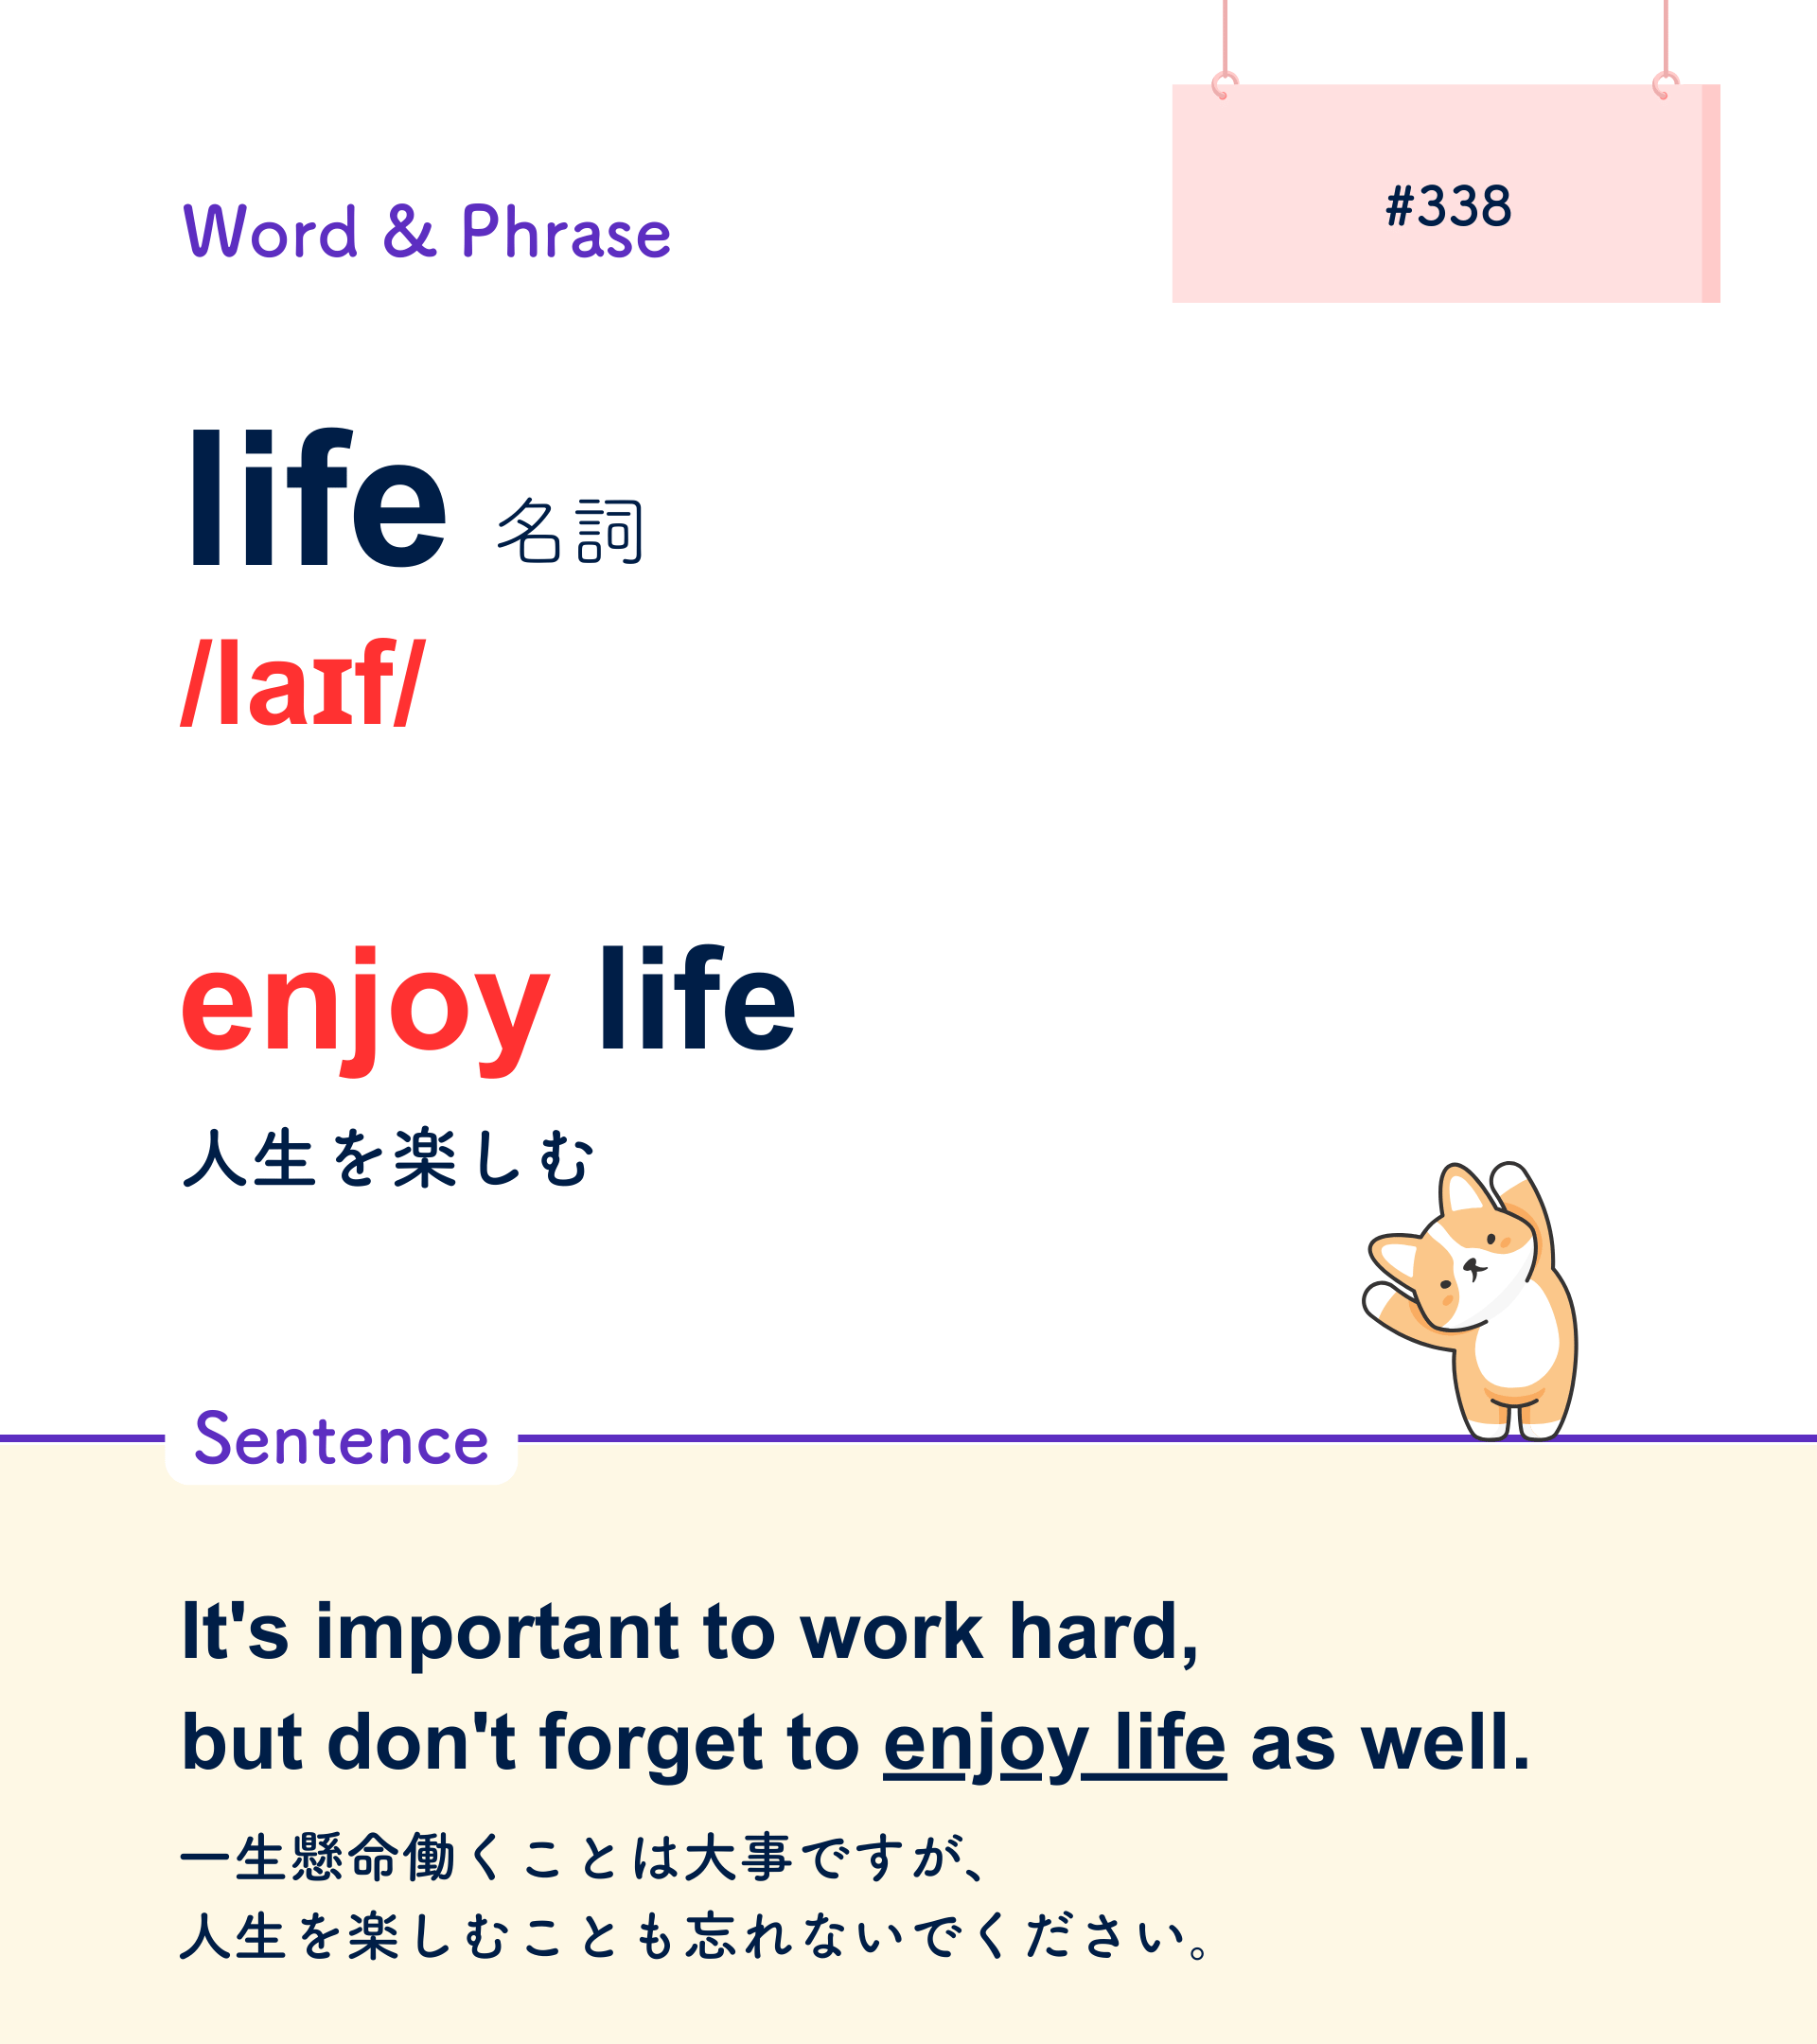 Word & Phrase
#338
life 名詞
/laɪf/
enjoy life
人生を楽しむ
Sentence
It's important to work hard,
but don't forget to enjoy life as well.
一生懸命働くことは大事ですが、
人生を楽しむことも忘れないでください。